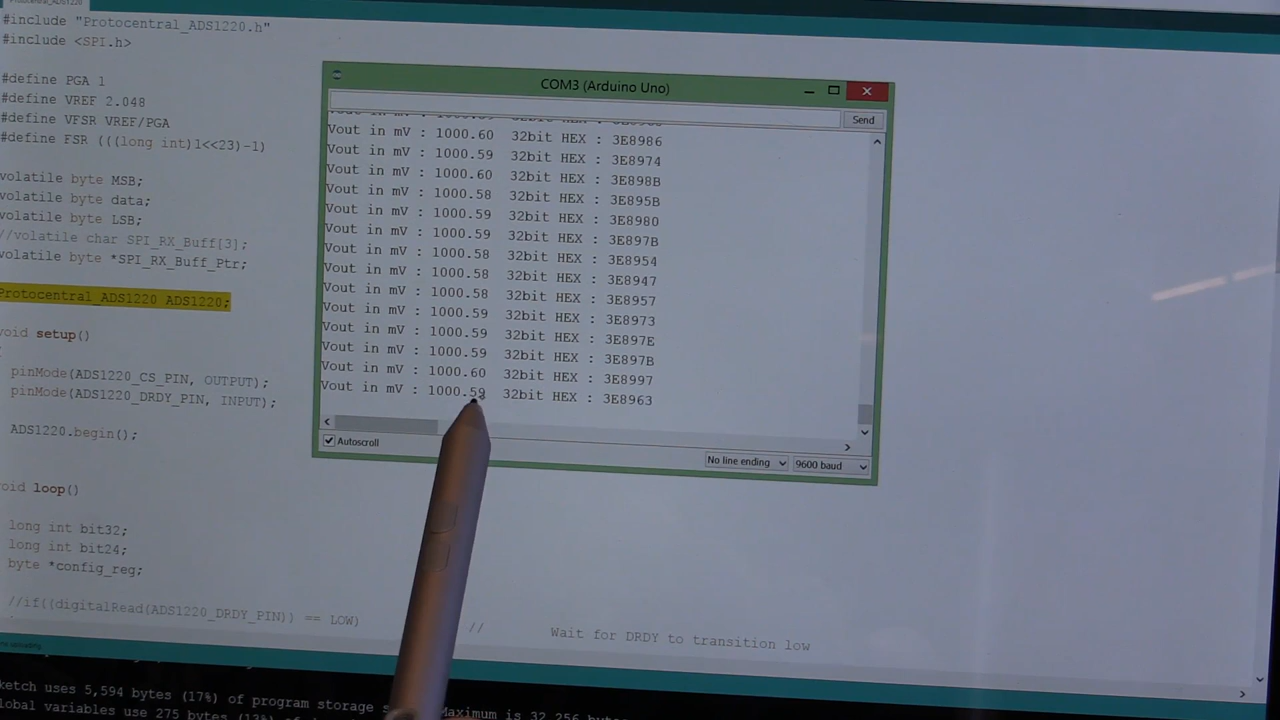 #include "Protocentral_ADS1220.h"
#include <SPI.h>
#define PGA 1
#define VREF 2.048
#define VFSR VREF/PGA
#define FSR (((long int)1<<23)-1)
volatile byte MSB;
volatile byte data;
volatile byte LSB;
//volatile char SPI_RX_Buff[3];
volatile byte *SPI_RX_Buff_Ptr;
Protocentral_ADS1220 ADS1220;
void setup()
pinMode(ADS1220_CS_PIN, OUTPUT);
pinMode(ADS1220_DRDY_PIN, INPUT);
ADS1220.begin();
void loop()
long int bit32;
long int bit24;
byte *config_reg;
//if((digitalRead(ADS1220_DRDY_PIN)) == LOW) // Wait for DRDY to transition low
COM3 (Arduino Uno)
Send
Vout in mV : 1000.60 32bit HEX : 3E8986
Vout in mV : 1000.59 32bit HEX : 3E8974
Vout in mV : 1000.60 32bit HEX : 3E898B
Vout in mV : 1000.58 32bit HEX : 3E895B
Vout in mV : 1000.59 32bit HEX : 3E8980
Vout in mV : 1000.59 32bit HEX : 3E897B
Vout in mV : 1000.58 32bit HEX : 3E8954
Vout in mV : 1000.58 32bit HEX : 3E8947
Vout in mV : 1000.58 32bit HEX : 3E8957
Vout in mV : 1000.59 32bit HEX : 3E8973
Vout in mV : 1000.59 32bit HEX : 3E897E
Vout in mV : 1000.59 32bit HEX : 3E897B
Vout in mV : 1000.60 32bit HEX : 3E8997
Vout in mV : 1000.59 32bit HEX : 3E8963
Autoscroll
No line ending
9600 baud
ketch uses 5,594 bytes (17%) of program storage Maximum is 32,256
lobal variables use 275 bytes (13%) of